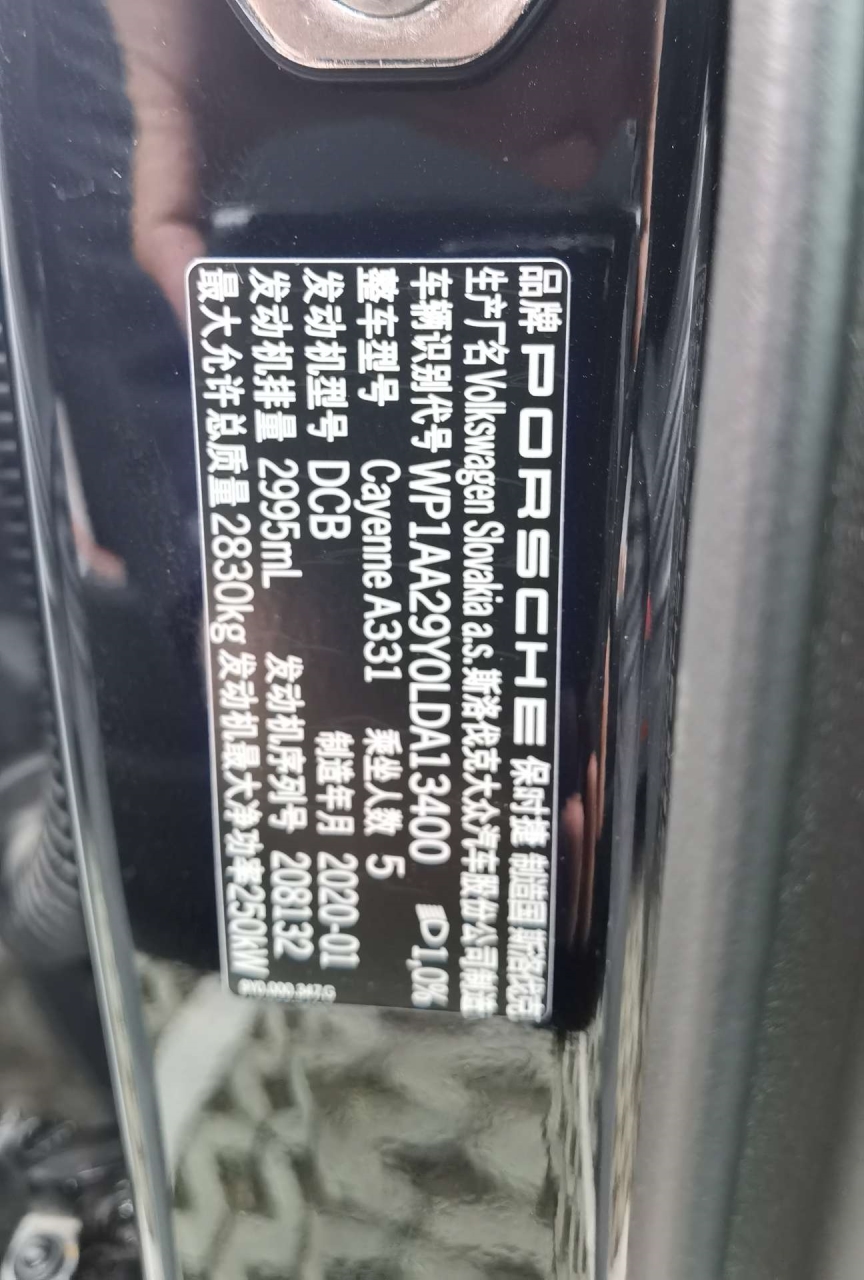 品牌 PORSCHE 保时捷 制造国 斯洛伐克
生产厂名 Volkswagen Slovakia a.s.斯洛伐克大众汽车股份公司制造
车辆识别代号 WP1AA29Y0LDA13400 1,0%
整车型号 Cayenne A331 乘坐人数 5
发动机型号 DCB 制造年月 2020-01
发动机排量 2995mL 发动机序列号 208132
最大允许总质量 2830kg 发动机最大净功率250kW